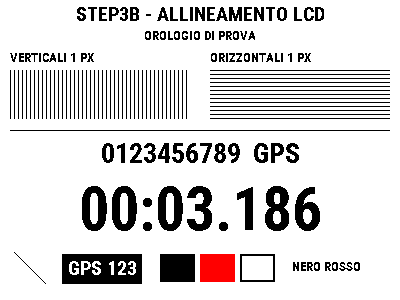 STEP3B - ALLINEAMENTO LCD
OROLOGIO DI PROVA
VERTICALI 1 PX
ORIZZONTALI 1 PX
0123456789 GPS
00:03.186
GPS 123
NERO ROSSO